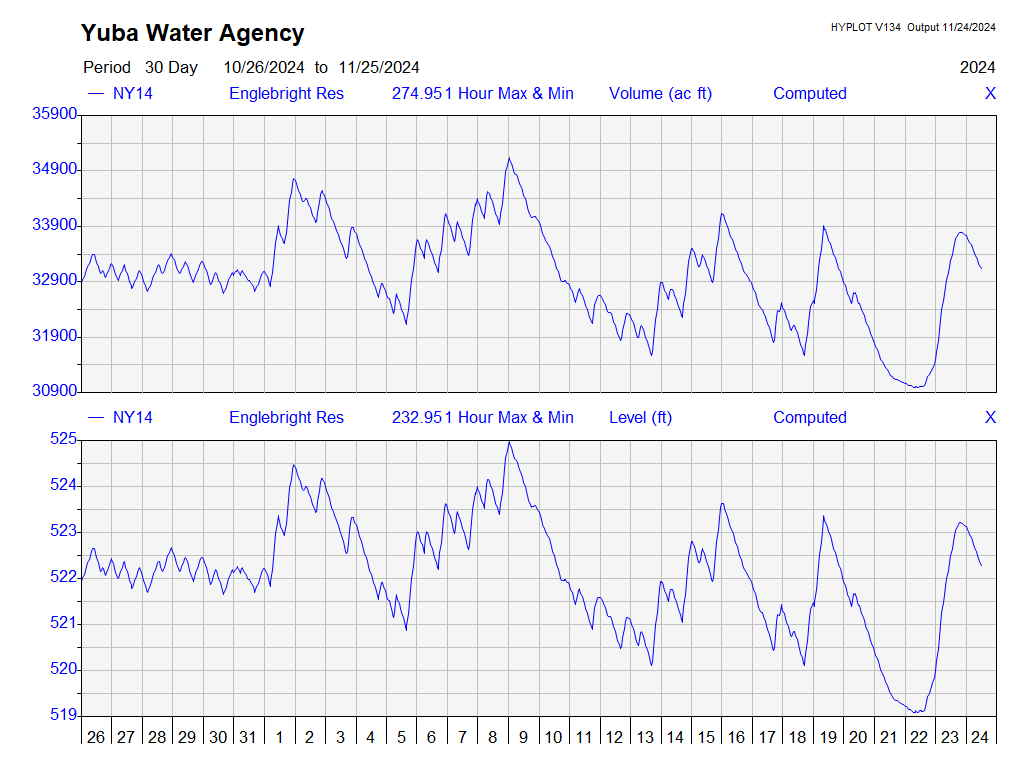 Yuba Water Agency
HYPLOT V134 Output 11/24/2024
Period 30 Day 10/26/2024 to 11/25/2024
2024
NY14 Englebright Res 274.951 Hour Max & Min Volume (ac ft) Computed X
35900
34900
33900
32900
31900
30900
NY14 Englebright Res 232.951 Hour Max & Min Level (ft) Computed X
525
524
523
522
521
520
519
26 27 28 29 30 31 1 2 3 4 5 6 7 8 9 10 11 12 13 14 15 16 17 18 19 20 21 22 23 24